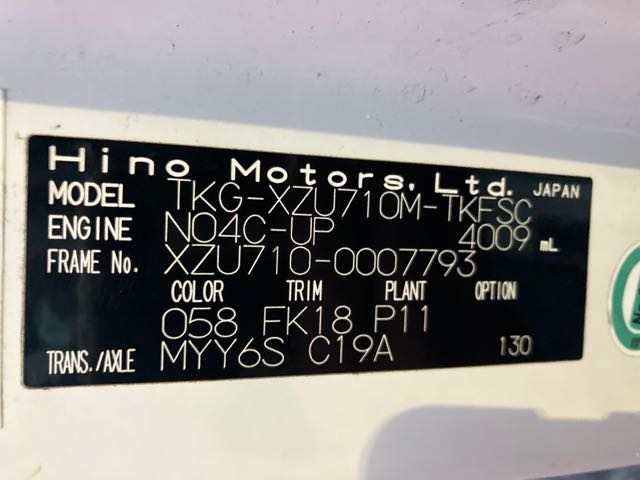 Hino Motors, Ltd. JAPAN
MODEL TKG-XZU710M-TKFSC
ENGINE N04C-UP 4009 mL
FRAME No. XZU710-0007793
COLOR TRIM PLANT OPTION
058 FK18 P11
TRANS./AXLE MYY6S C19A 130